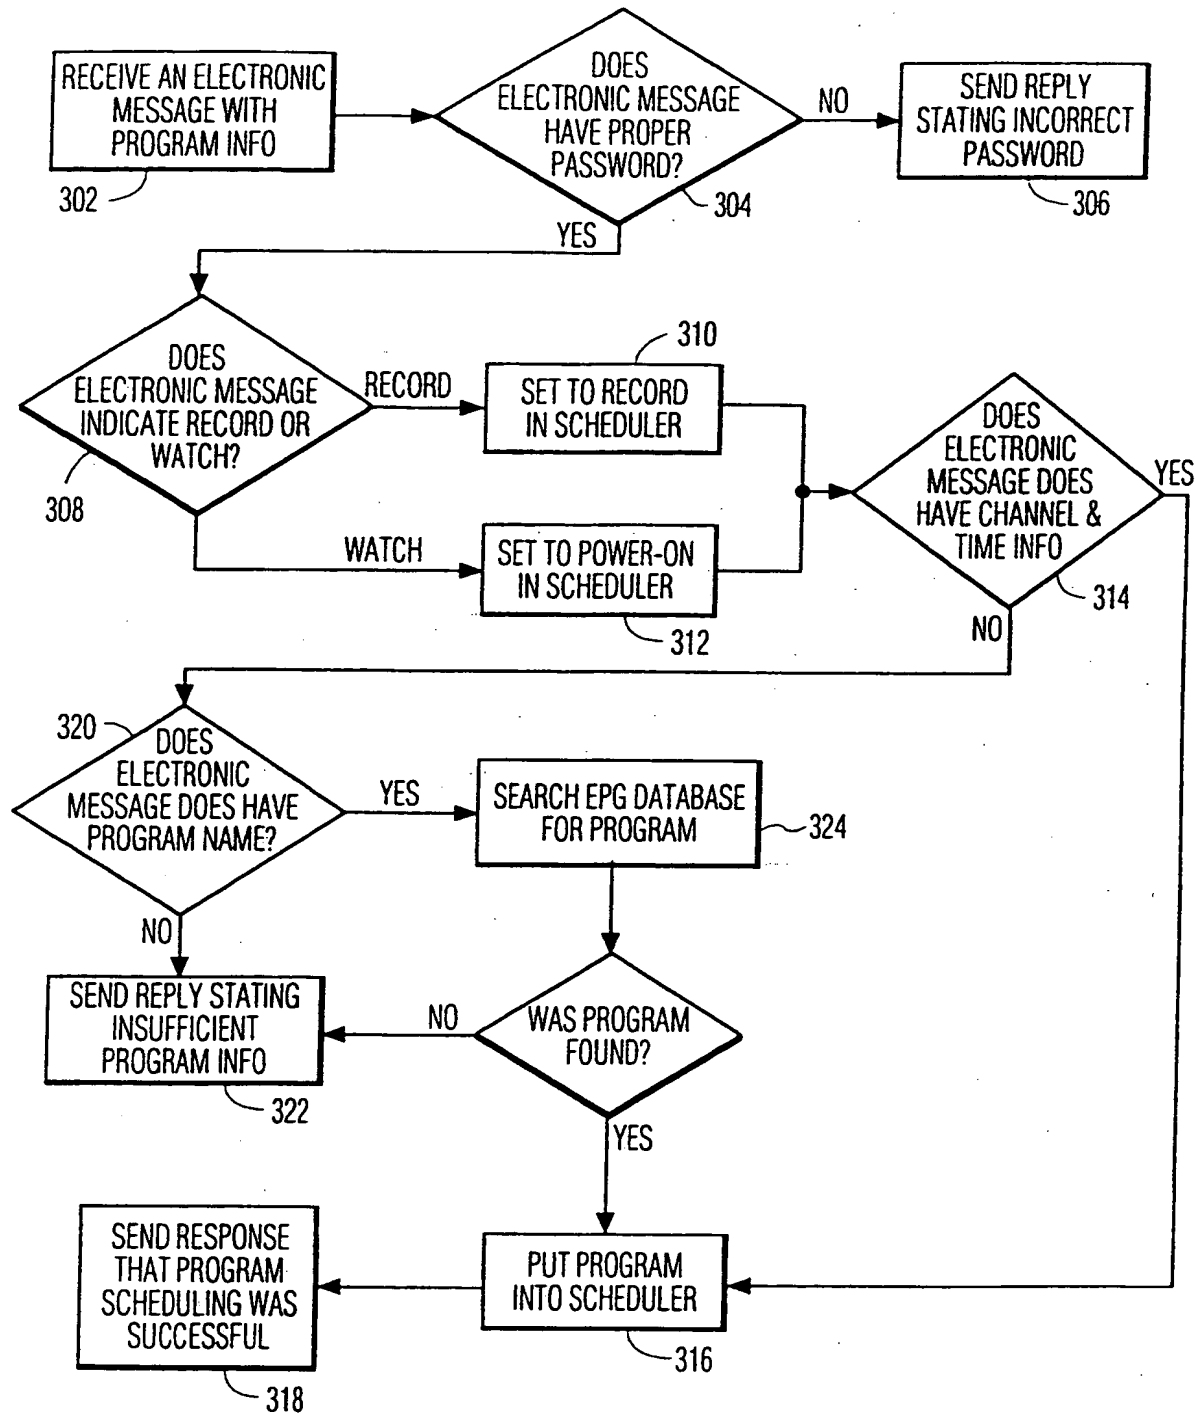 RECEIVE AN ELECTRONIC
MESSAGE WITH
PROGRAM INFO
302
DOES
ELECTRONIC MESSAGE
HAVE PROPER
PASSWORD?
304
NO
SEND REPLY
STATING INCORRECT
PASSWORD
306
YES
DOES
ELECTRONIC MESSAGE
INDICATE RECORD OR
WATCH?
308
RECORD
SET TO RECORD
IN SCHEDULER
310
WATCH
SET TO POWER-ON
IN SCHEDULER
312
DOES
ELECTRONIC
MESSAGE DOES
HAVE CHANNEL &
TIME INFO
314
YES
NO
320
DOES
ELECTRONIC
MESSAGE DOES HAVE
PROGRAM NAME?
YES
SEARCH EPG DATABASE
FOR PROGRAM
324
NO
SEND REPLY STATING
INSUFFICIENT
PROGRAM INFO
322
NO
WAS PROGRAM
FOUND?
YES
PUT PROGRAM
INTO SCHEDULER
316
SEND RESPONSE
THAT PROGRAM
SCHEDULING WAS
SUCCESSFUL
318